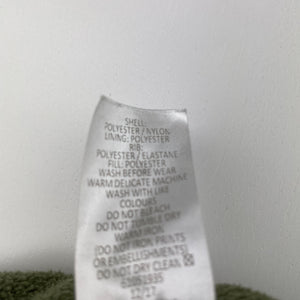 SHELL:
POLYESTER / NYLON
LINING: POLYESTER
RIB:
POLYESTER / ELASTANE
FILL: POLYESTER
WASH BEFORE WEAR
WARM DELICATE MACHINE
WASH WITH LIKE
COLOURS
DO NOT BLEACH
DO NOT TUMBLE DRY
WARM IRON
(DO NOT IRON PRINTS
OR EMBELLISHMENTS)
DO NOT DRY CLEAN
12/17